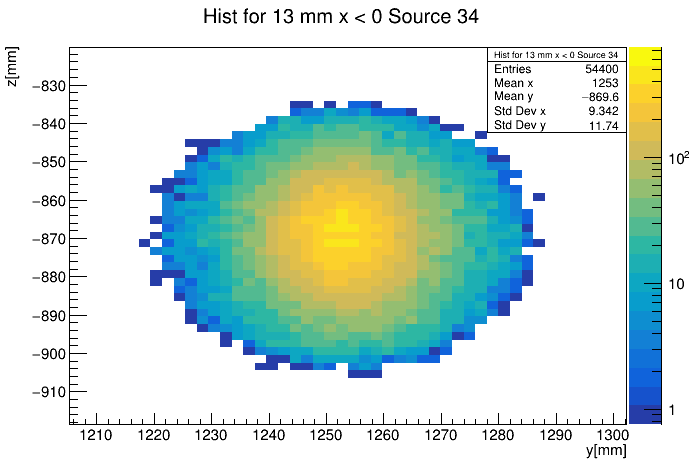 Hist for 13 mm x < 0 Source 34
z[mm]
Hist for 13 mm x < 0 Source 34
Entries 54400
Mean x 1253
Mean y −869.6
Std Dev x 9.342
Std Dev y 11.74
−830
−840
−850
−860
−870
−880
−890
−900
−910
10²
10
1
1210 1220 1230 1240 1250 1260 1270 1280 1290 1300
y[mm]